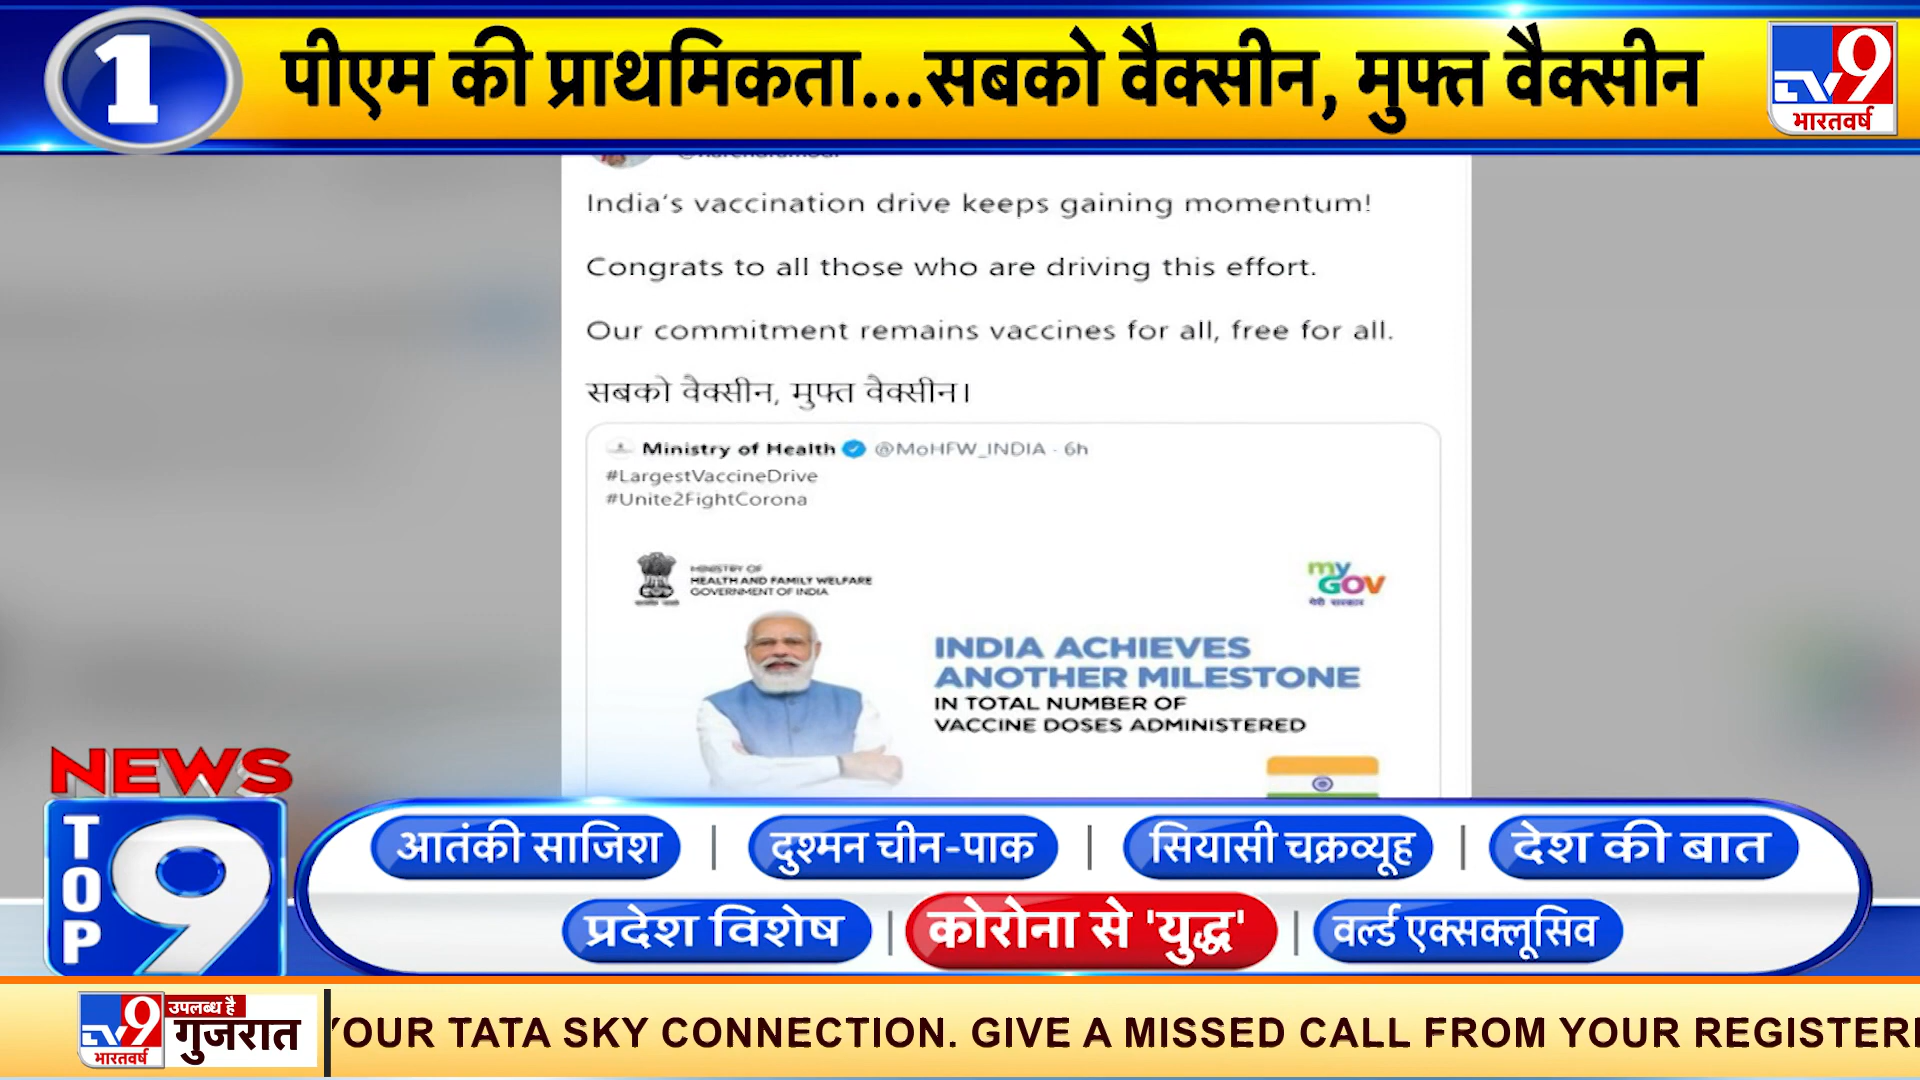 1
पीएम की प्राथमिकता...सबको वैक्सीन, मुफ्त वैक्सीन
TV9
भारतवर्ष
India's vaccination drive keeps gaining momentum!
Congrats to all those who are driving this effort.
Our commitment remains vaccines for all, free for all.
सबको वैक्सीन, मुफ्त वैक्सीन।
Ministry of Health @MoHFW_INDIA · 6h
#LargestVaccineDrive
#Unite2FightCorona
MINISTRY OF
HEALTH AND FAMILY WELFARE
GOVERNMENT OF INDIA
my
GOV
मेरी सरकार
INDIA ACHIEVES
ANOTHER MILESTONE
IN TOTAL NUMBER OF
VACCINE DOSES ADMINISTERED
NEWS
TOP 9
आतंकी साजिश | दुश्मन चीन-पाक | सियासी चक्रव्यूह | देश की बात
प्रदेश विशेष | कोरोना से 'युद्ध' | वर्ल्ड एक्सक्लूसिव
TV9
भारतवर्ष
उपलब्ध है
गुजरात
YOUR TATA SKY CONNECTION. GIVE A MISSED CALL FROM YOUR REGISTER